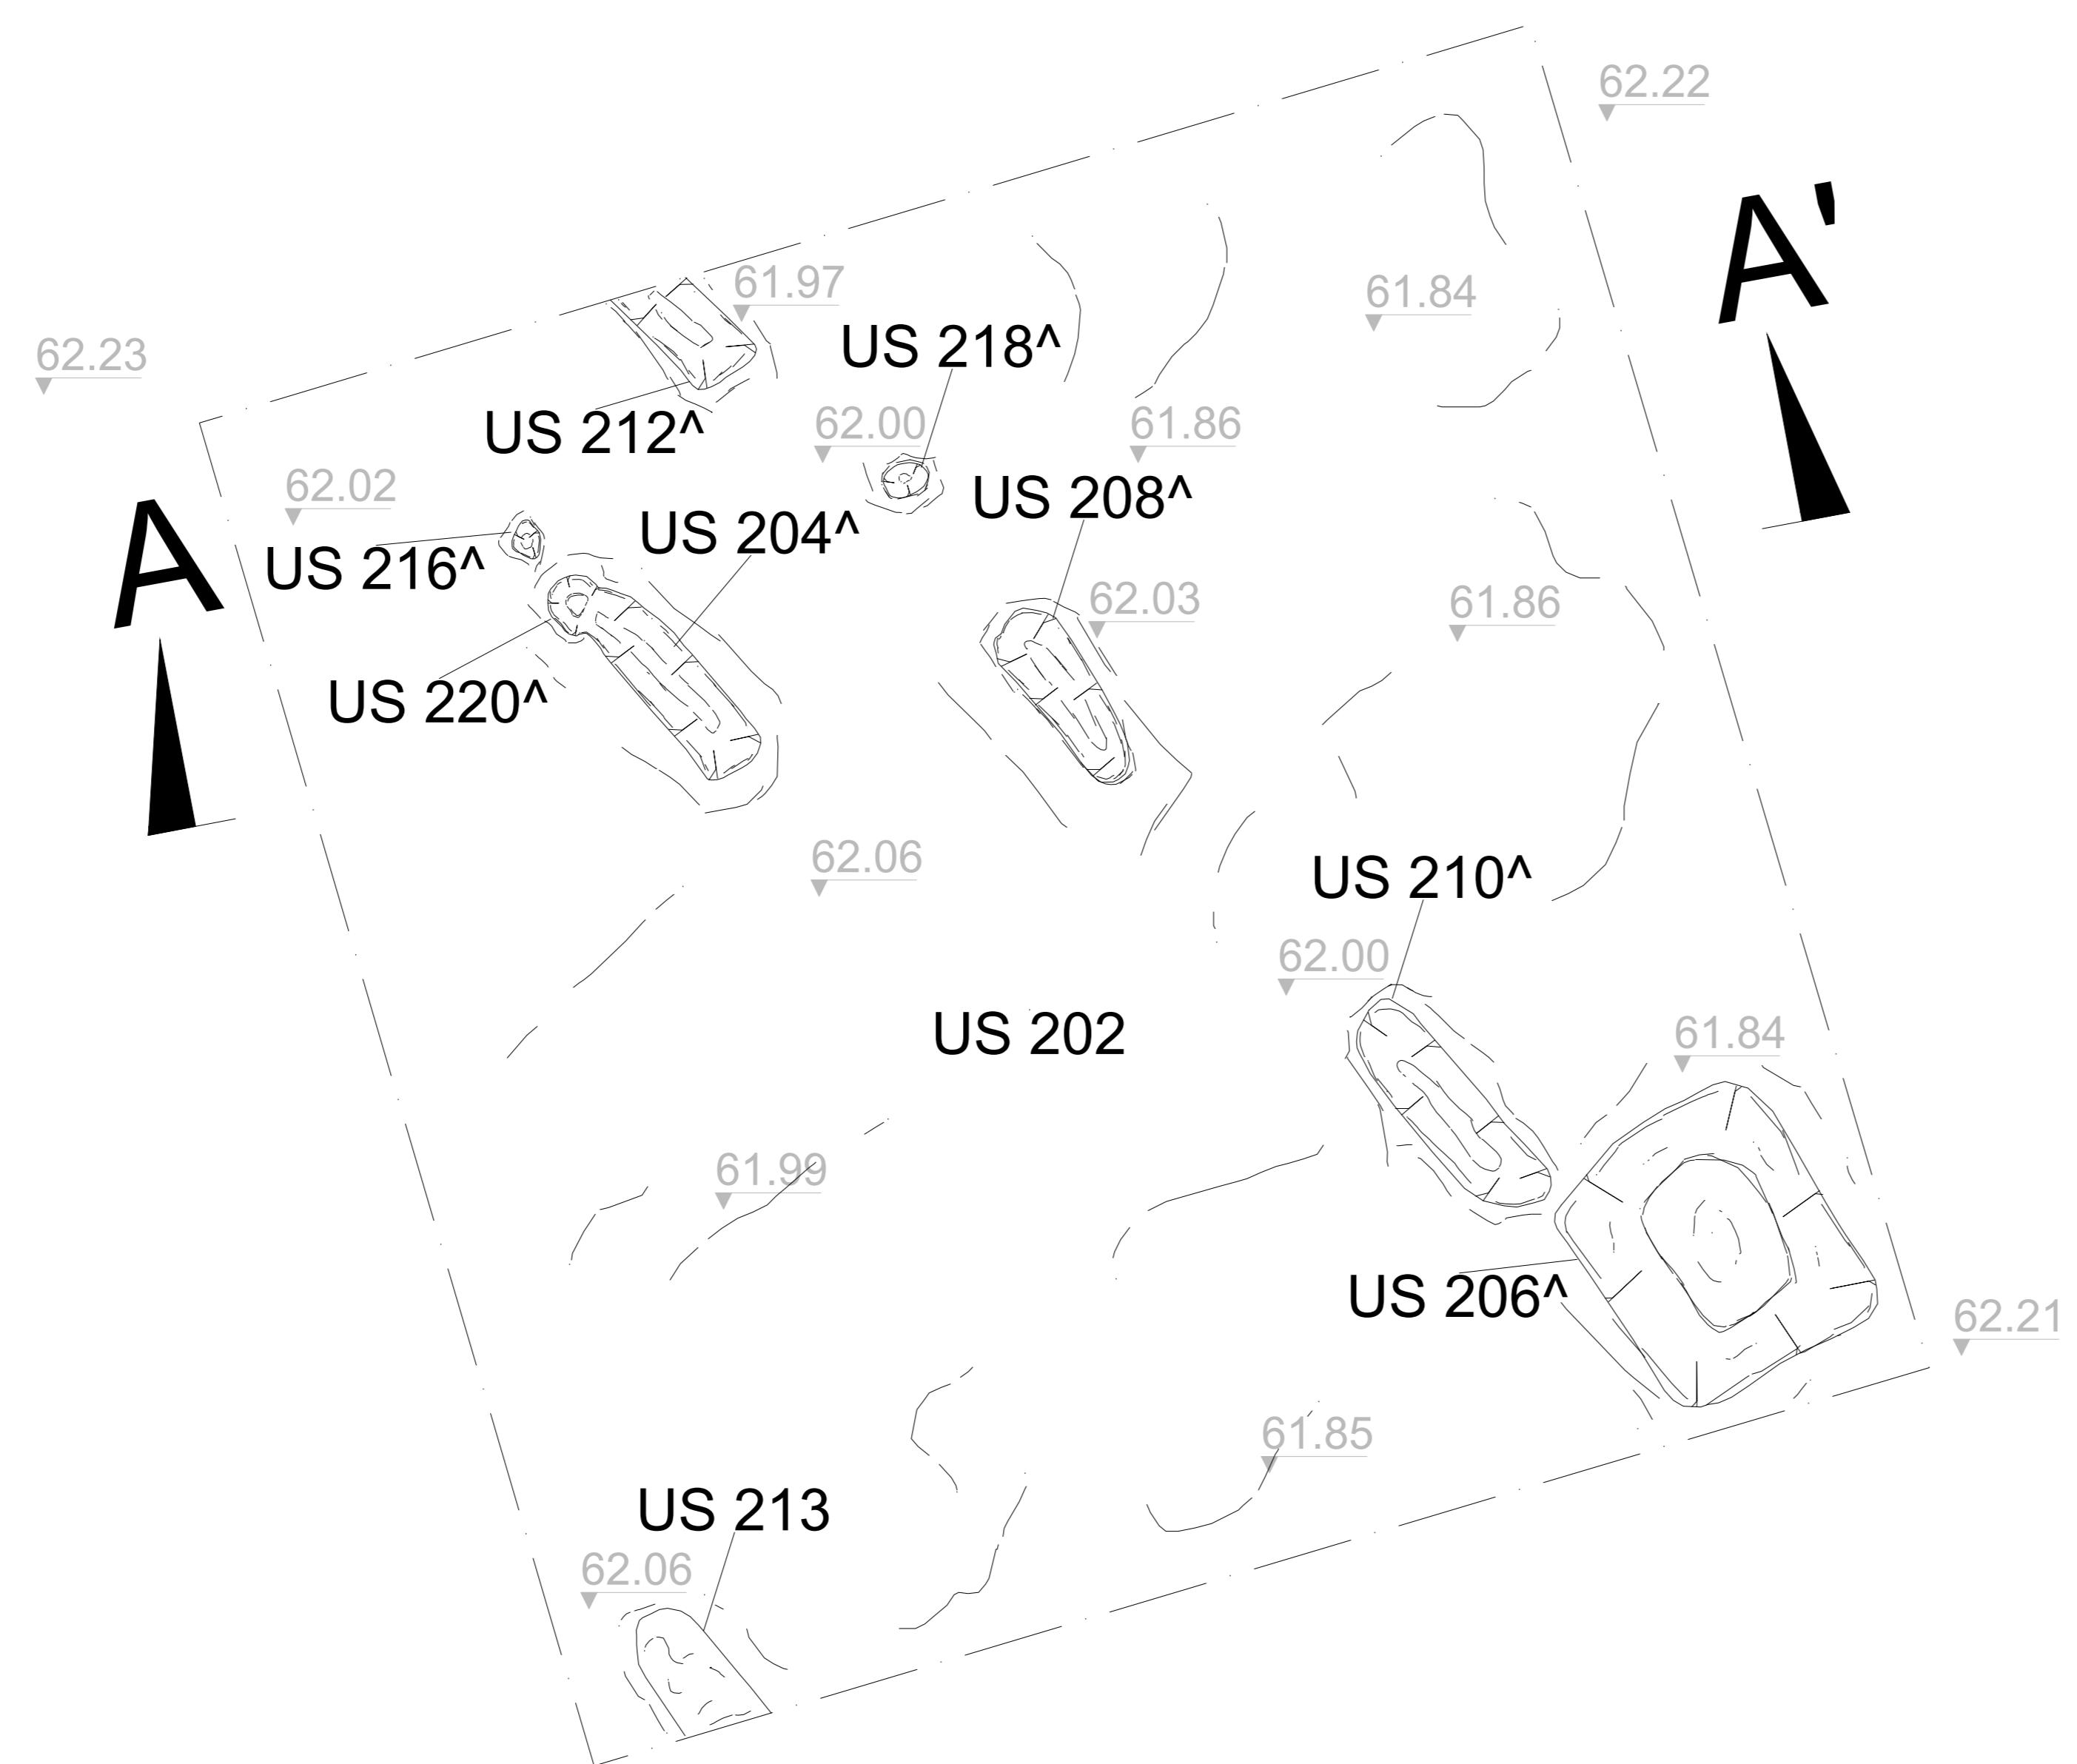 62.22
A'
61.97
61.84
US 218^
62.23
US 212^
62.00
61.86
62.02
US 208^
A
US 204^
US 216^
62.03
61.86
US 220^
62.06
US 210^
62.00
US 202
61.84
61.99
US 206^
62.21
61.85
US 213
62.06